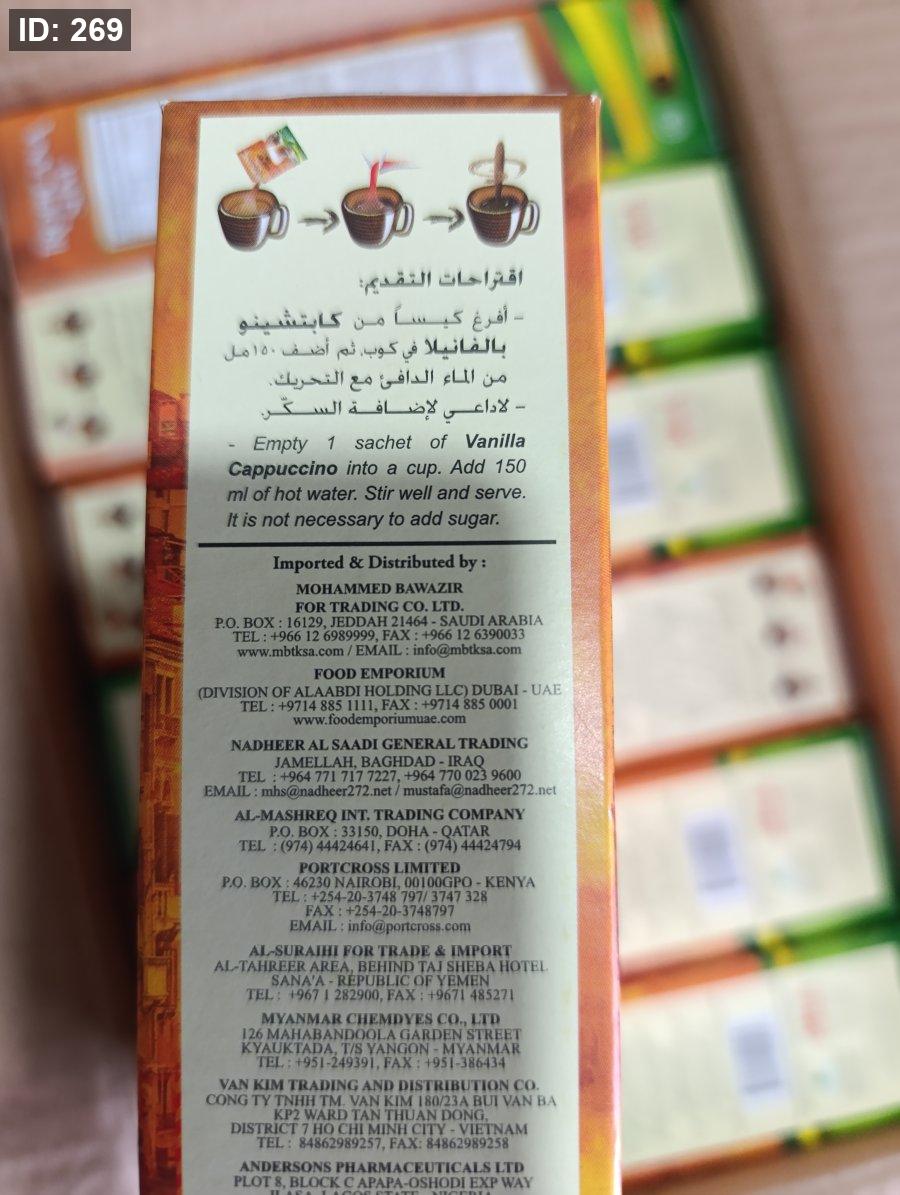 ID: 269
اقتراحات التقديم:
- أفرغ كيساً من كابتشينو
بالفانيلا في كوب، ثم أضف ١٥٠مل
من الماء الدافئ مع التحريك.
- لاداعي لإضافة السكّر.
- Empty 1 sachet of Vanilla
Cappuccino into a cup. Add 150
ml of hot water. Stir well and serve.
It is not necessary to add sugar.
Imported & Distributed by :
MOHAMMED BAWAZIR
FOR TRADING CO. LTD.
P.O. BOX : 16129, JEDDAH 21464 - SAUDI ARABIA
TEL : +966 12 6989999, FAX : +966 12 6390033
www.mbtksa.com / EMAIL : info@mbtksa.com
FOOD EMPORIUM
(DIVISION OF ALAABDI HOLDING LLC) DUBAI - UAE
TEL : +9714 885 1111, FAX : +9714 885 0001
www.foodemporiumuae.com
NADHEER AL SAADI GENERAL TRADING
JAMELLAH, BAGHDAD - IRAQ
TEL : +964 771 717 7227, +964 770 023 9600
EMAIL : mhs@nadheer272.net / mustafa@nadheer272.net
AL-MASHREQ INT. TRADING COMPANY
P.O. BOX : 33150, DOHA - QATAR
TEL : (974) 44424641, FAX : (974) 44424794
PORTCROSS LIMITED
P.O. BOX : 46230 NAIROBI, 00100GPO - KENYA
TEL : +254-20-3748 797/ 3747 328
FAX : +254-20-3748797
EMAIL : info@portcross.com
AL-SURAIHI FOR TRADE & IMPORT
AL-TAHREER AREA, BEHIND TAJ SHEBA HOTEL
SANA'A - REPUBLIC OF YEMEN
TEL : +967 1 282900, FAX : +9671 485271
MYANMAR CHEMDYES CO., LTD
126 MAHABANDOOLA GARDEN STREET
KYAUKTADA, T/S YANGON - MYANMAR
TEL : +951-249391, FAX : +951-386434
VAN KIM TRADING AND DISTRIBUTION CO.
CONG TY TNHH TM. VAN KIM 180/23A BUI VAN BA
KP2 WARD TAN THUAN DONG,
DISTRICT 7 HO CHI MINH CITY - VIETNAM
TEL : 84862989257, FAX: 84862989258
ANDERSONS PHARMACEUTICALS LTD
PLOT 8, BLOCK C APAPA-OSHODI EXP WAY
ILASA, LAGOS STATE - NIGERIA